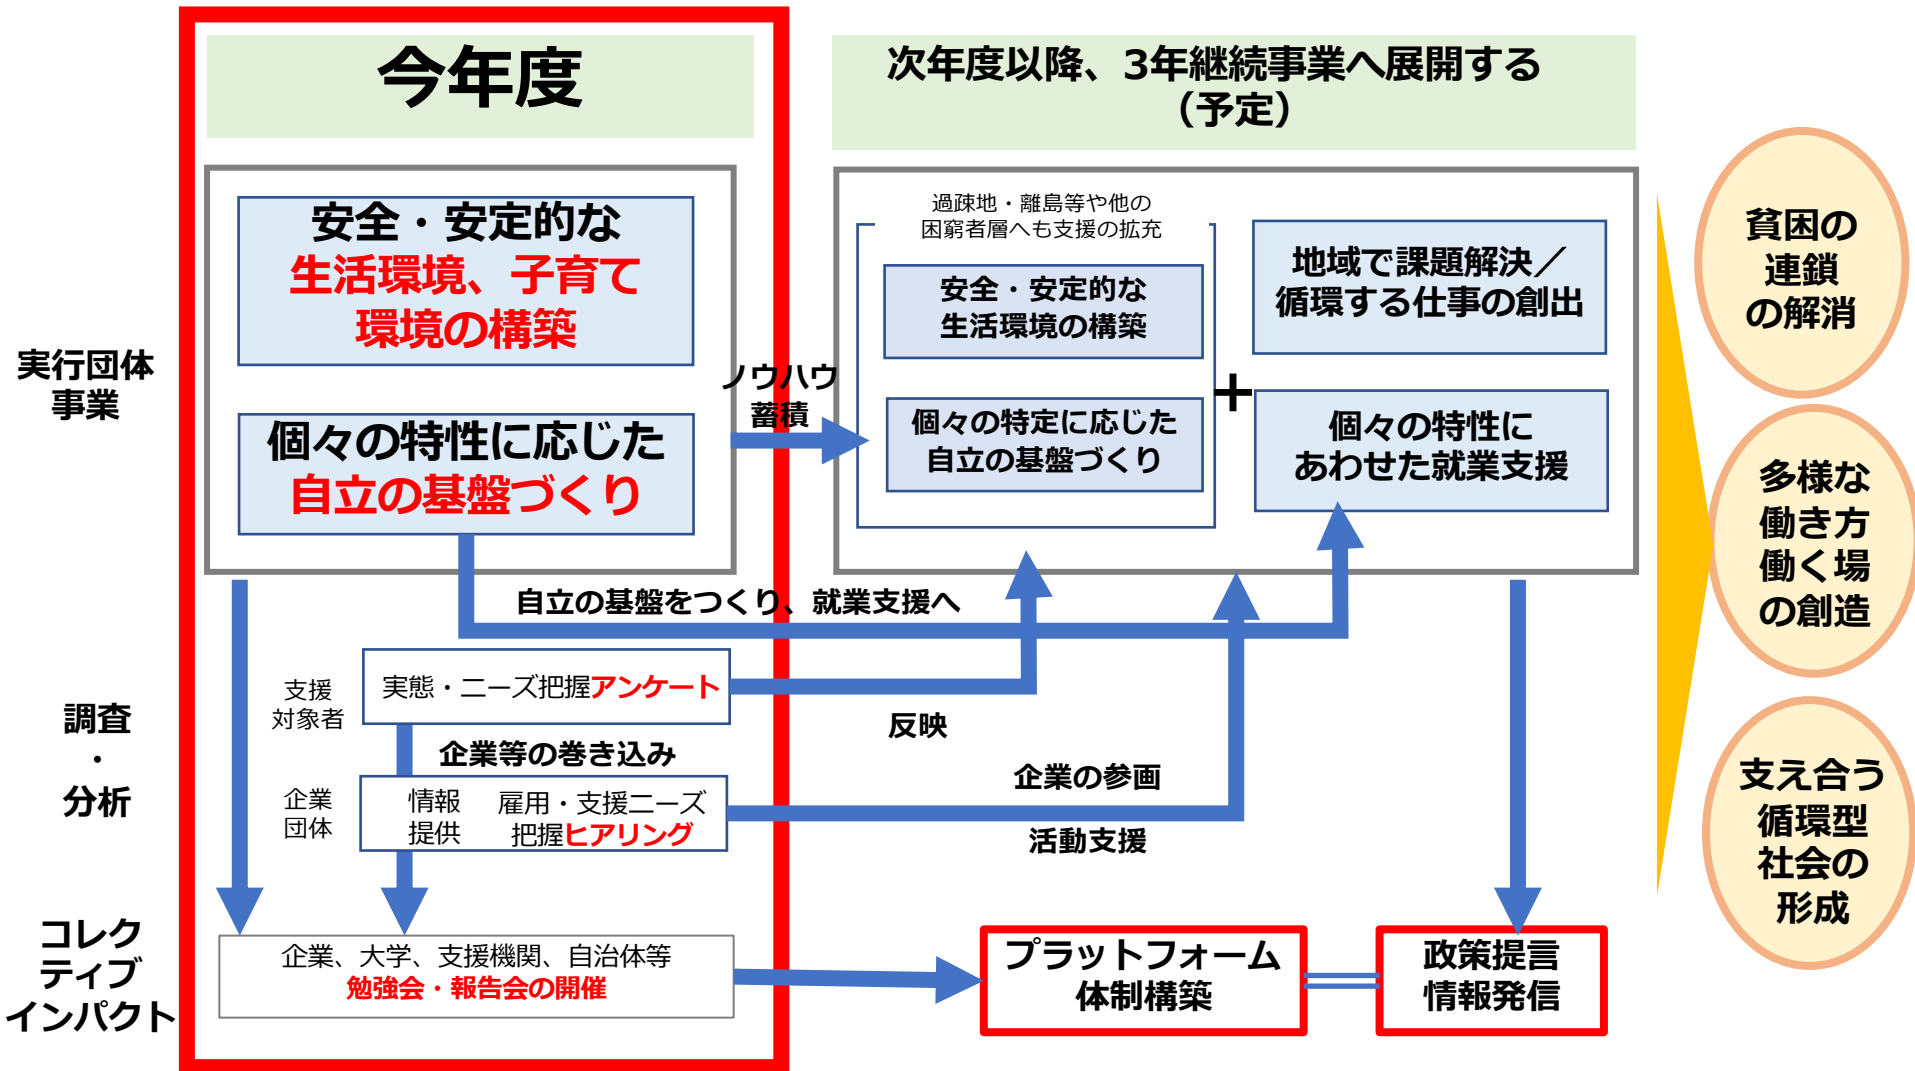 今年度
次年度以降、3年継続事業へ展開する
（予定）
実行団体
事業
安全・安定的な
生活環境、子育て
環境の構築
個々の特性に応じた
自立の基盤づくり
ノウハウ
蓄積
過疎地・離島等や他の
困窮者層へも支援の拡充
安全・安定的な
生活環境の構築
個々の特定に応じた
自立の基盤づくり
＋
地域で課題解決／
循環する仕事の創出
個々の特性に
あわせた就業支援
自立の基盤をつくり、就業支援へ
調査
・
分析
支援
対象者
実態・ニーズ把握アンケート
反映
企業等の巻き込み
企業
団体
情報
提供
雇用・支援ニーズ
把握ヒアリング
企業の参画
活動支援
コレク
ティブ
インパクト
企業、大学、支援機関、自治体等
勉強会・報告会の開催
プラットフォーム
体制構築
政策提言
情報発信
貧困の
連鎖
の解消
多様な
働き方
働く場
の創造
支え合う
循環型
社会の
形成